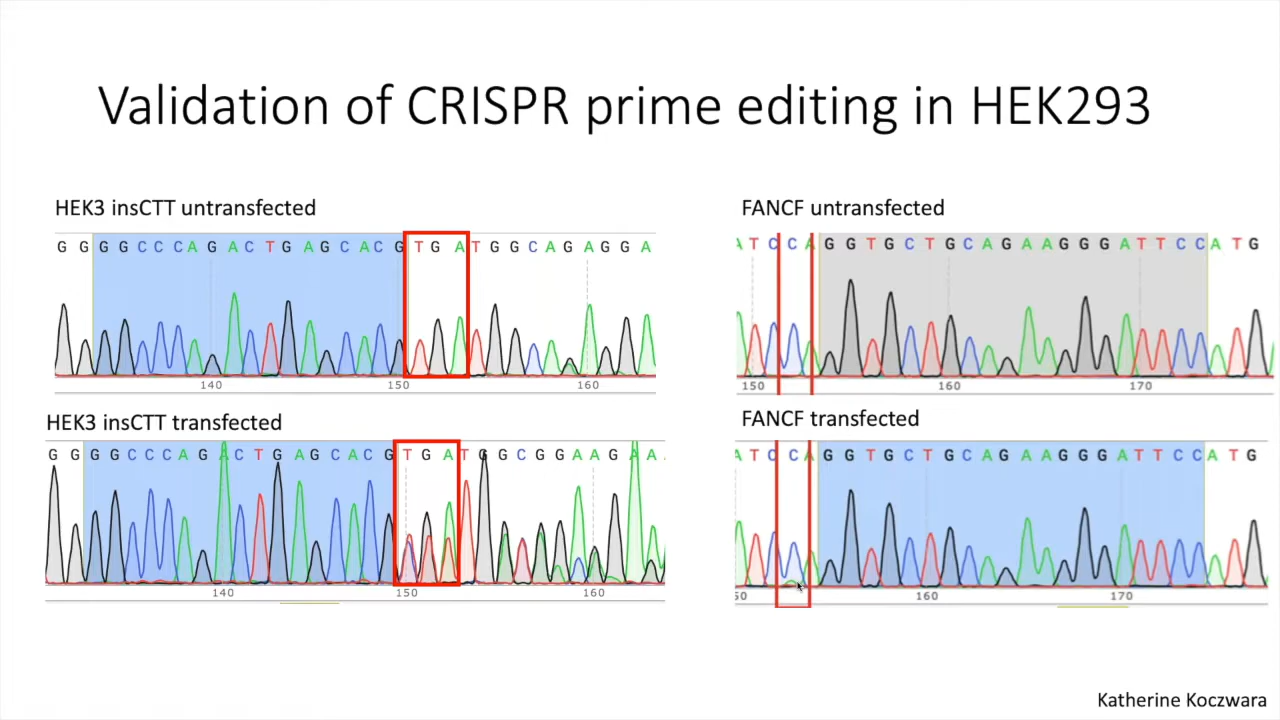 Validation of CRISPR prime editing in HEK293
HEK3 insCTT untransfected
G G G G C C C A G A C T G A G C A C G T G A T G G C A G A G G A
140 150 160
HEK3 insCTT transfected
G G G G C C C A G A C T G A G C A C G T G A T G G C G G A A G A A
140 150 160
FANCF untransfected
A T C C A G G T G C T G C A G A A G G G A T T C C A T G
150 160 170
FANCF transfected
A T C C A G G T G C T G C A G A A G G G A T T C C A T G
50 160 170
Katherine Koczwara